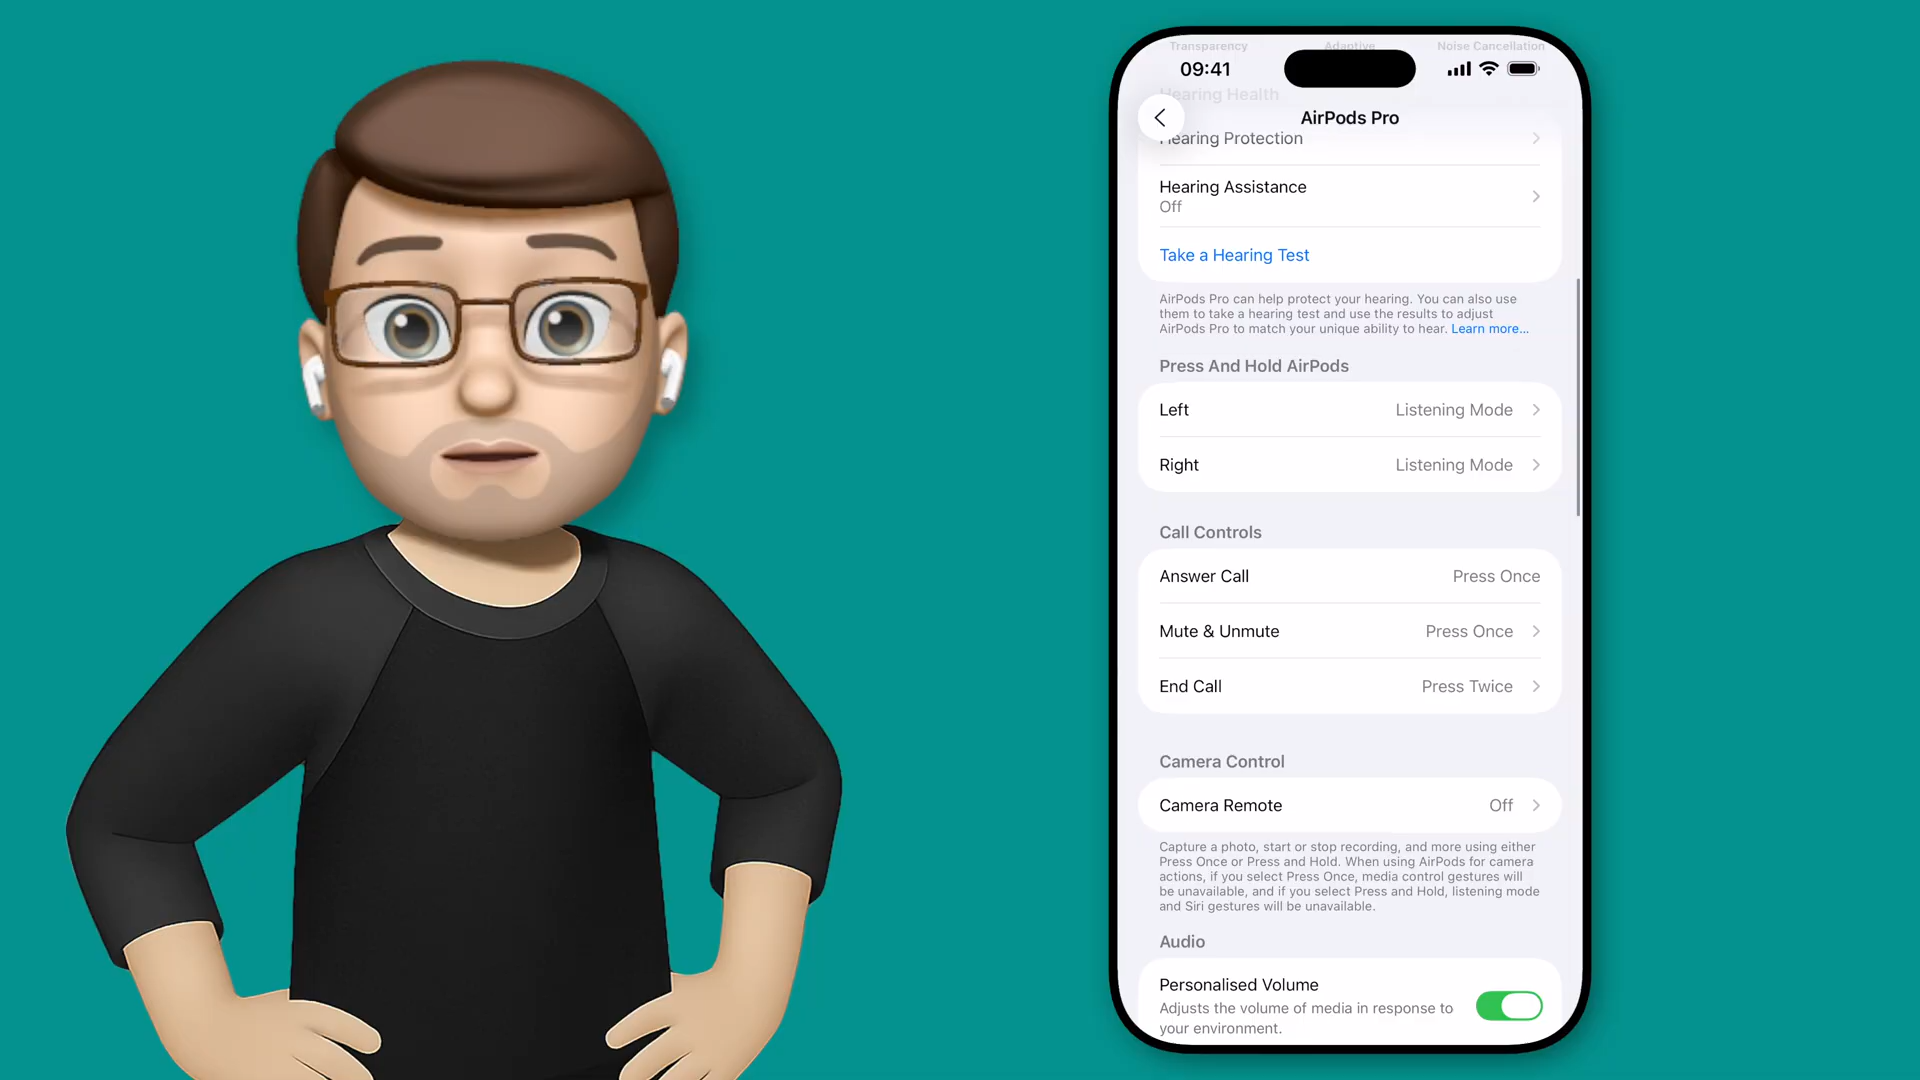 Transparency Adaptive Noise Cancellation
09:41
Hearing Health
AirPods Pro
Hearing Protection
Hearing Assistance
Off
Take a Hearing Test
AirPods Pro can help protect your hearing. You can also use
them to take a hearing test and use the results to adjust
AirPods Pro to match your unique ability to hear. Learn more...
Press And Hold AirPods
Left Listening Mode
Right Listening Mode
Call Controls
Answer Call Press Once
Mute & Unmute Press Once
End Call Press Twice
Camera Control
Camera Remote Off
Capture a photo, start or stop recording, and more using either
Press Once or Press and Hold. When using AirPods for camera
actions, if you select Press Once, media control gestures will
be unavailable, and if you select Press and Hold, listening mode
and Siri gestures will be unavailable.
Audio
Personalised Volume
Adjusts the volume of media in response to
your environment.